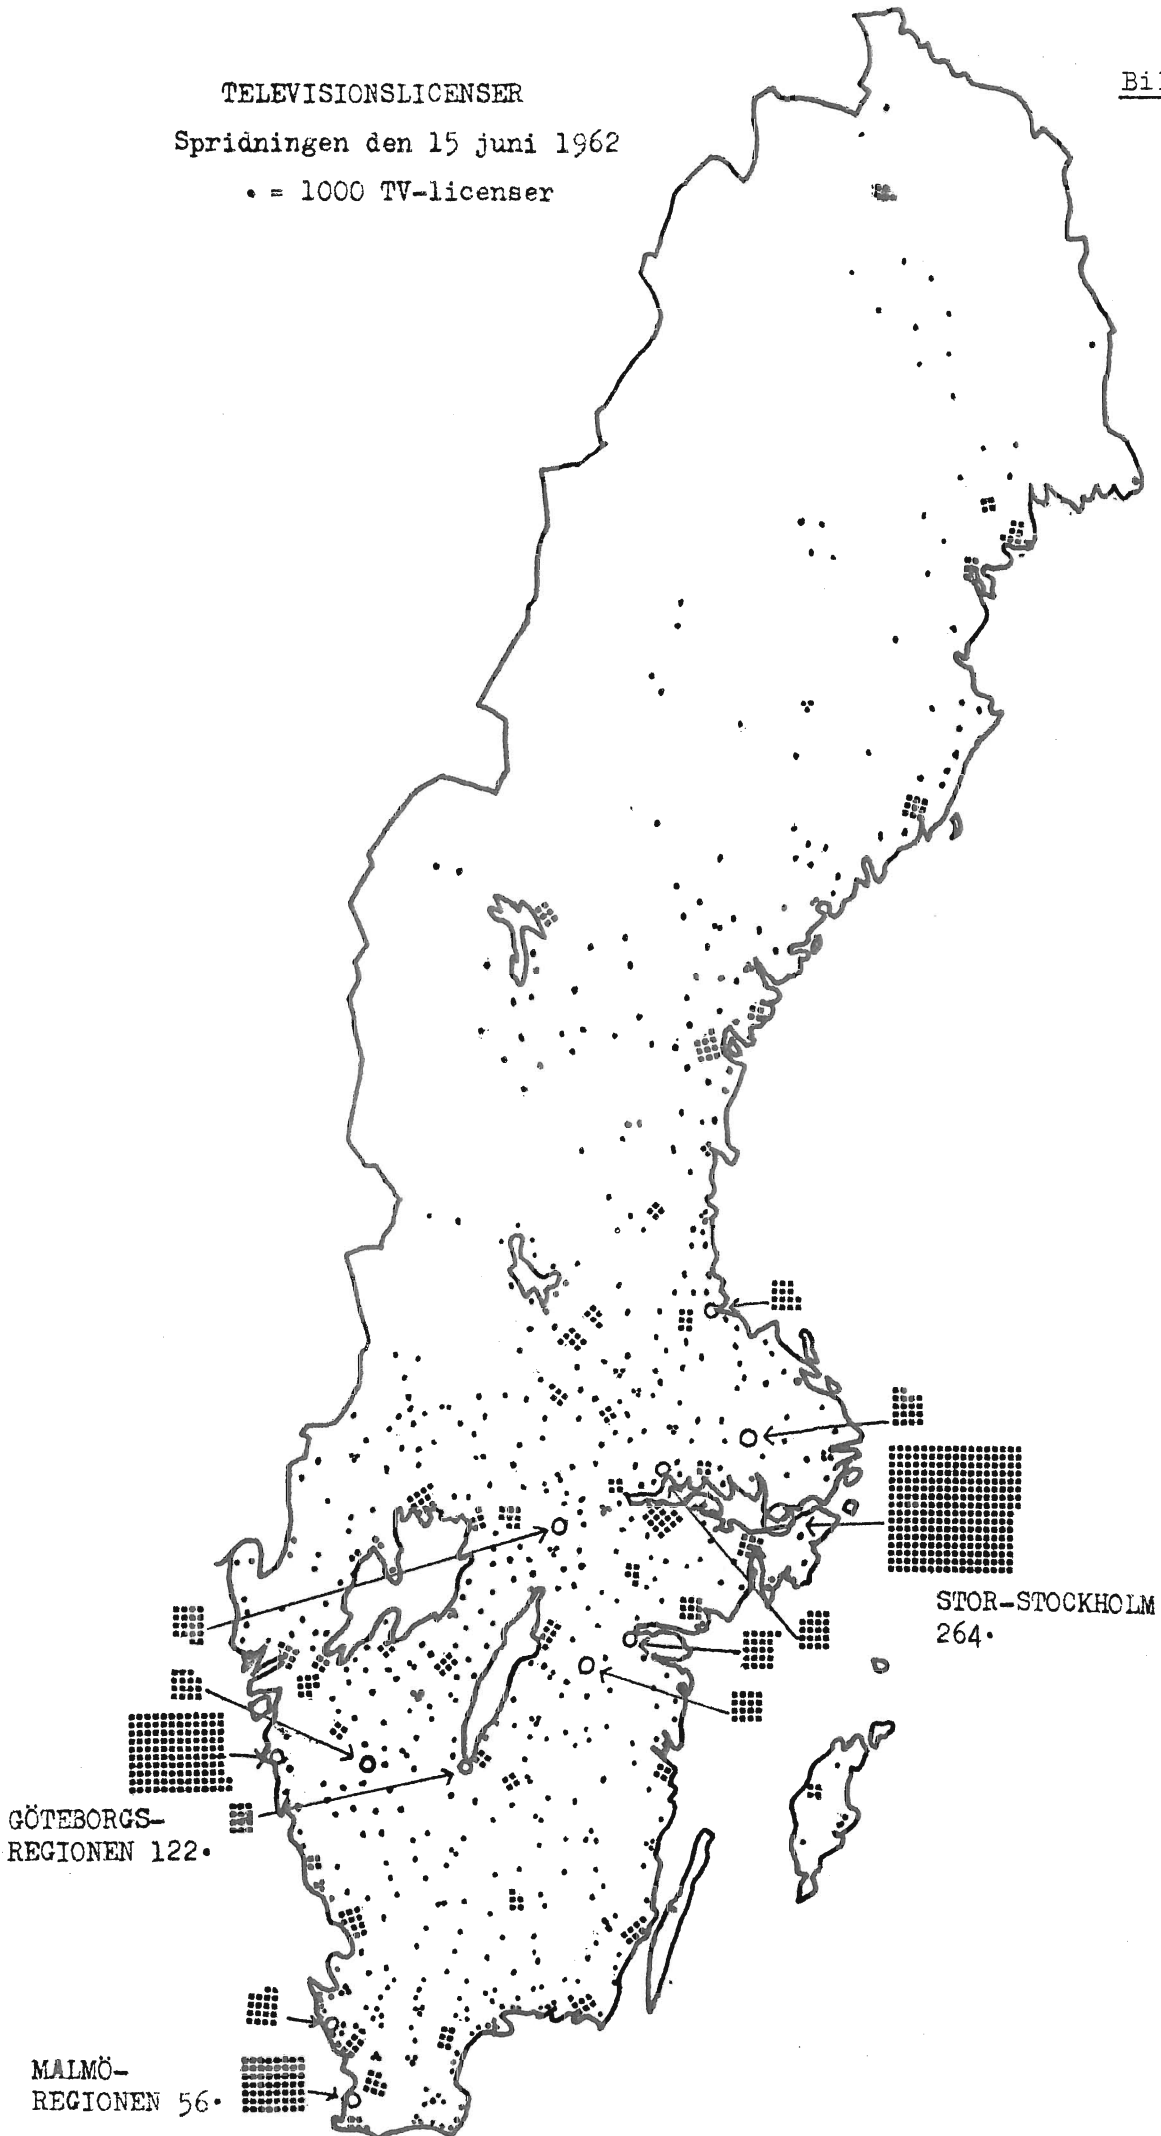 TELEVISIONSLICENSER
Spridningen den 15 juni 1962
• = 1000 TV-licenser
STOR-STOCKHOLM
264•
GÖTEBORGS-
REGIONEN 122•
MALMÖ-
REGIONEN 56•